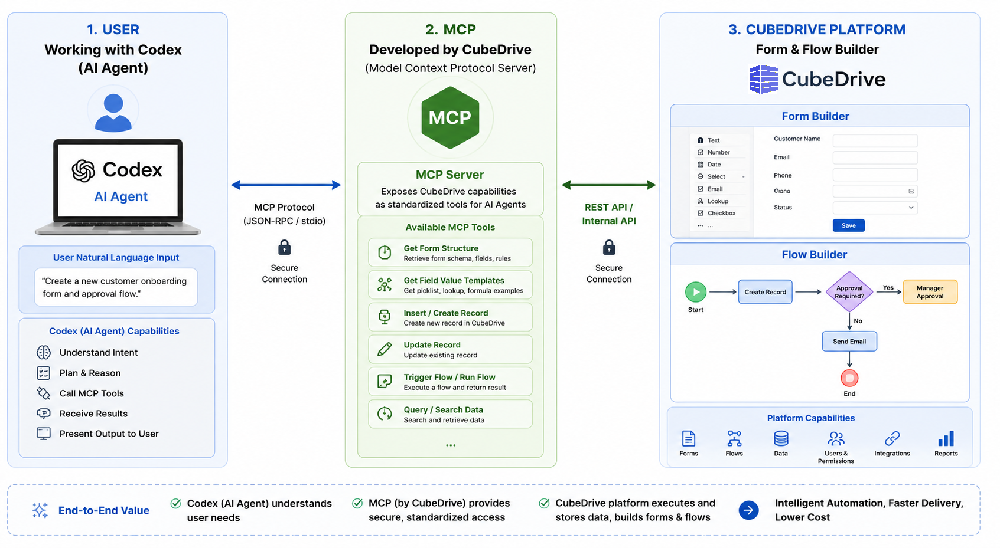 1. USER
Working with Codex
(AI Agent)
Codex
AI Agent
User Natural Language Input
“Create a new customer onboarding
form and approval flow.”
Codex (AI Agent) Capabilities
Understand Intent
Plan & Reason
Call MCP Tools
Receive Results
Present Output to User
MCP Protocol
(JSON-RPC / stdio)
Secure
Connection
2. MCP
Developed by CubeDrive
(Model Context Protocol Server)
MCP
MCP Server
Exposes CubeDrive capabilities
as standardized tools for AI Agents
Available MCP Tools
Get Form Structure
Retrieve form schema, fields, rules
Get Field Value Templates
Get picklist, lookup, formula examples
Insert / Create Record
Create new record in CubeDrive
Update Record
Update existing record
Trigger Flow / Run Flow
Execute a flow and return result
Query / Search Data
Search and retrieve data
...
REST API /
Internal API
Secure
Connection
3. CUBEDRIVE PLATFORM
Form & Flow Builder
CubeDrive
Form Builder
Text
Number
Date
Select
Email
Lookup
Checkbox
...
Customer Name
Email
Phone
Status
Save
Flow Builder
Start
Create Record
Approval
Required?
Yes
Manager
Approval
No
Send Email
End
Platform Capabilities
Forms
Flows
Data
Users &
Permissions
Integrations
Reports
End-to-End Value
Codex (AI Agent) understands
user needs
MCP (by CubeDrive) provides
secure, standardized access
CubeDrive platform executes and
stores data, builds forms & flows
Intelligent Automation, Faster Delivery,
Lower Cost